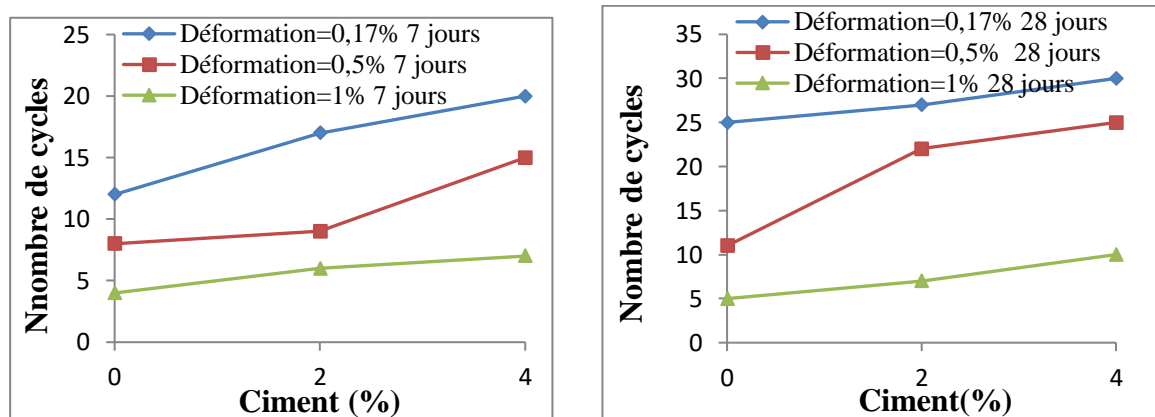 25
20
15
10
5
0
Nnombre de cycles
Déformation=0,17% 7 jours
Déformation=0,5% 7 jours
Déformation=1% 7 jours
0 2 4
Ciment (%)
35
30
25
20
15
10
5
0
Nombre de cycles
Déformation=0,17% 28 jours
Déformation=0,5% 28 jours
Déformation=1% 28 jours
0 2 4
Ciment(%)